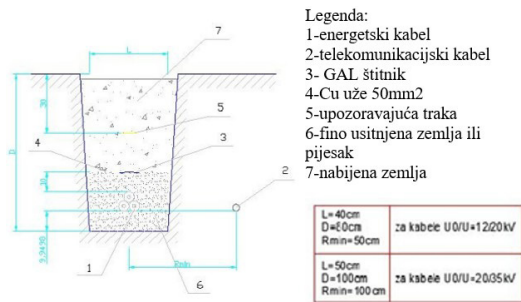 Legenda:
1-energetski kabel
2-telekomunikacijski kabel
3- GAL štitnik
4-Cu uže 50mm2
5-upozoravajuća traka
6-fino usitnjena zemlja ili
pijesak
7-nabijena zemlja
L
7
5
4
3
2
D
1
6
L=40cm
D=80cm
Rmin=50cm
za kabele U0/U=12/20kV
L=50cm
D=100cm
Rmin=100cm
za kabele U0/U=20/35kV